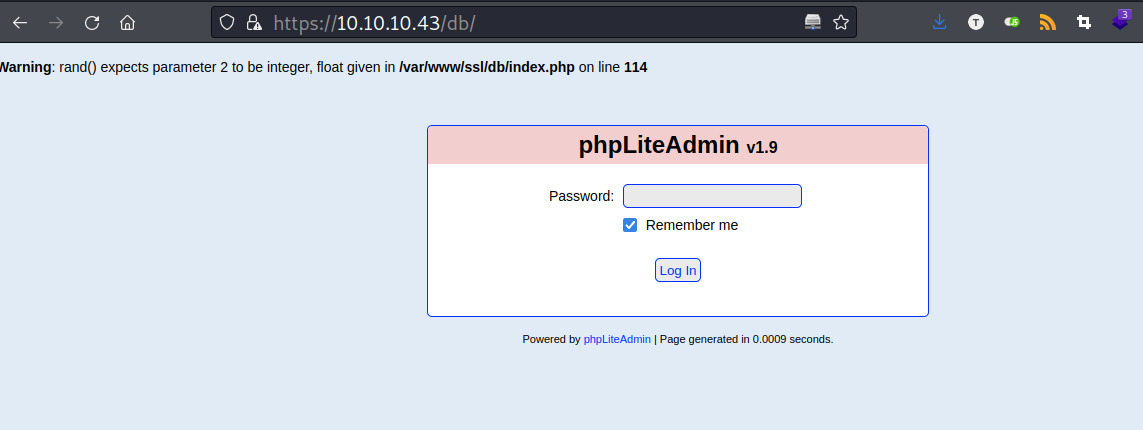 https://10.10.10.43/db/
T
JS
3
Warning: rand() expects parameter 2 to be integer, float given in /var/www/ssl/db/index.php on line 114
phpLiteAdmin v1.9
Password:
Remember me
Log In
Powered by phpLiteAdmin | Page generated in 0.0009 seconds.